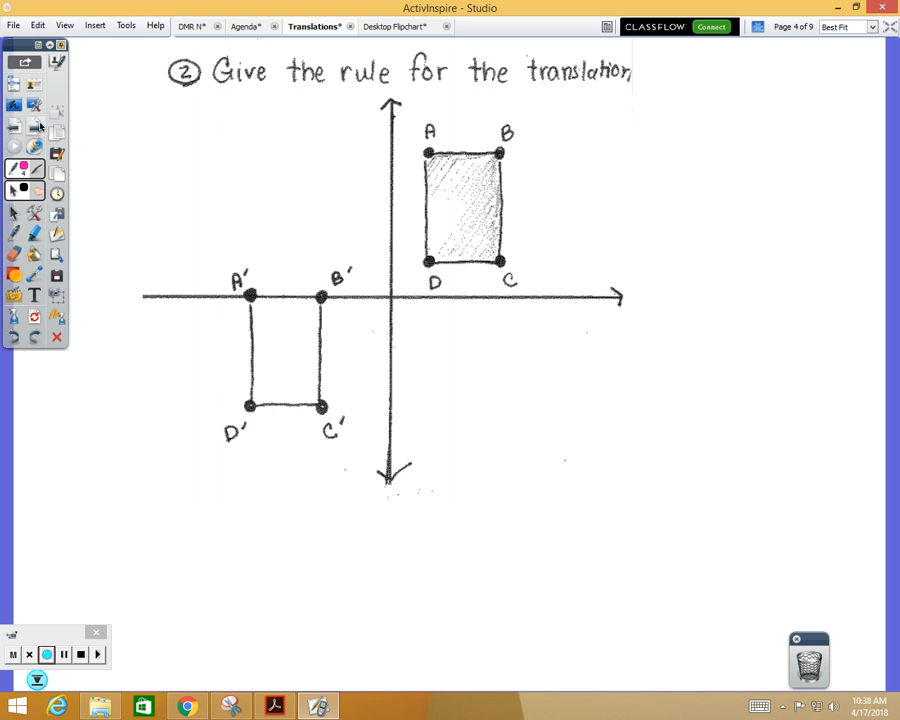 ActivInspire - Studio
File Edit View Insert Tools Help DMR N* Agenda* Translations* Desktop Flipchart* CLASSFLOW Connect Page 4 of 9 Best Fit
② Give the rule for the translation
A B
D C
A′ B′
D′ C′
4
T
M
10:38 AM
4/17/2018